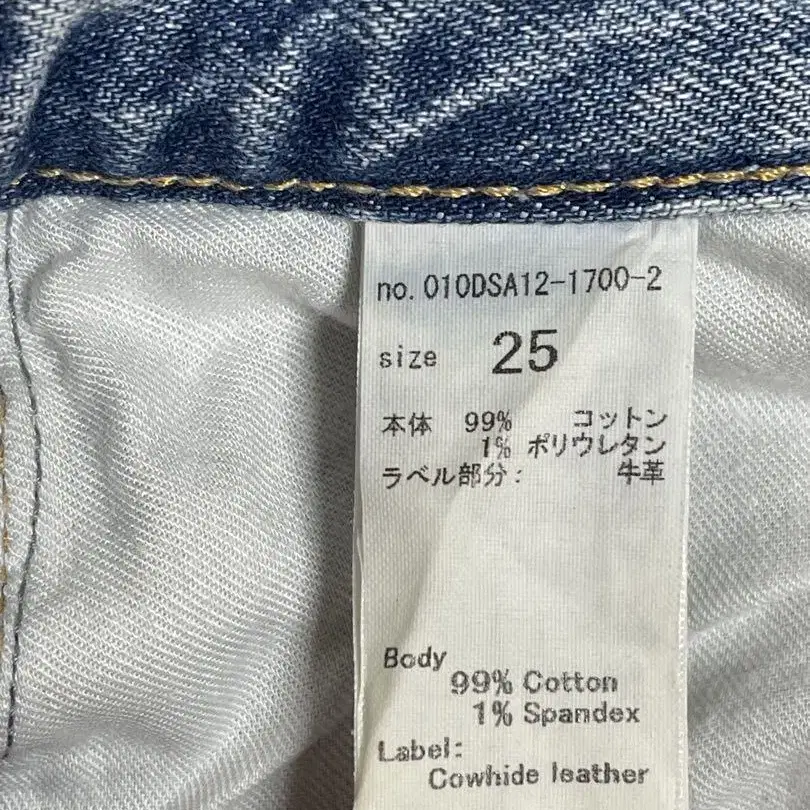 no.010DSA12-1700-2
size 25
本体 99% コットン
1% ポリウレタン
ラベル部分: 牛革
Body
99% Cotton
1% Spandex
Label:
Cowhide leather